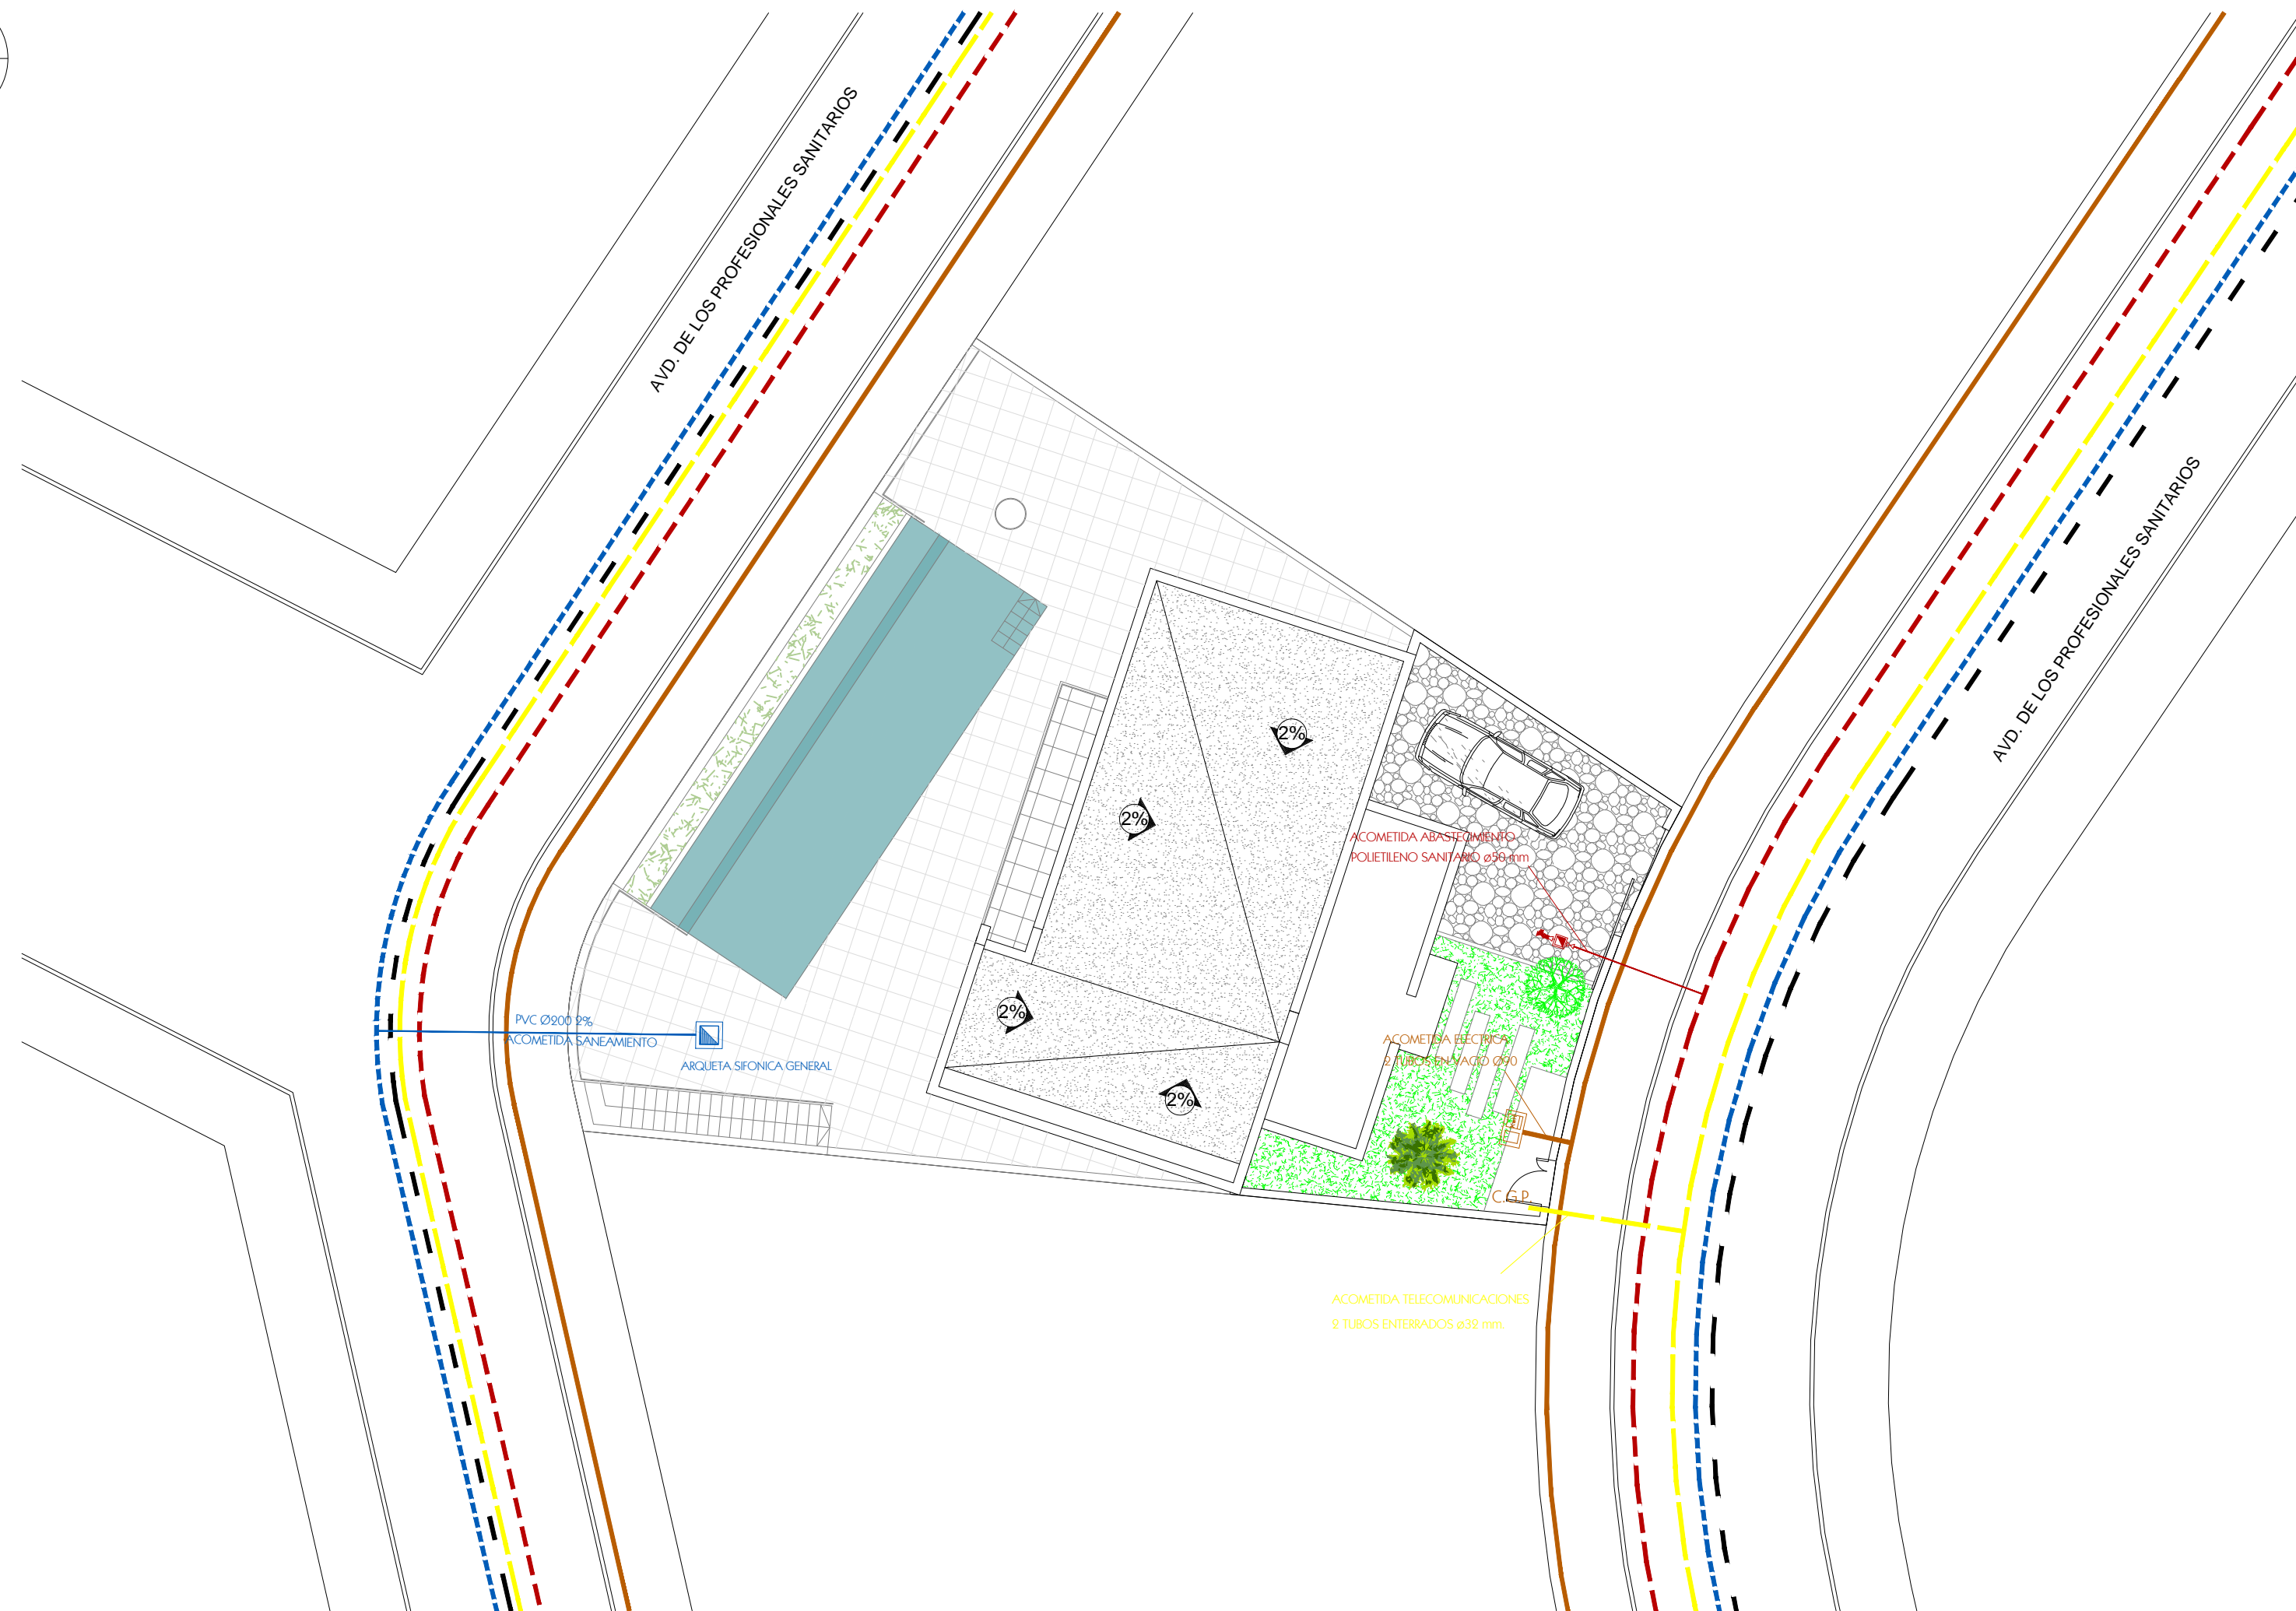 AVD. DE LOS PROFESIONALES SANITARIOS
AVD. DE LOS PROFESIONALES SANITARIOS
2%
2%
ACOMETIDA ABASTECIMIENTO
POLIETILENO SANITARIO ø50 mm
2%
PVC Ø200 2%
ACOMETIDA SANEAMIENTO
ARQUETA SIFONICA GENERAL
ACOMETIDA ELECTRICA
2 TUBOS EN VACIO Ø90
2%
C.G.P.
ACOMETIDA TELECOMUNICACIONES
2 TUBOS ENTERRADOS ø32 mm